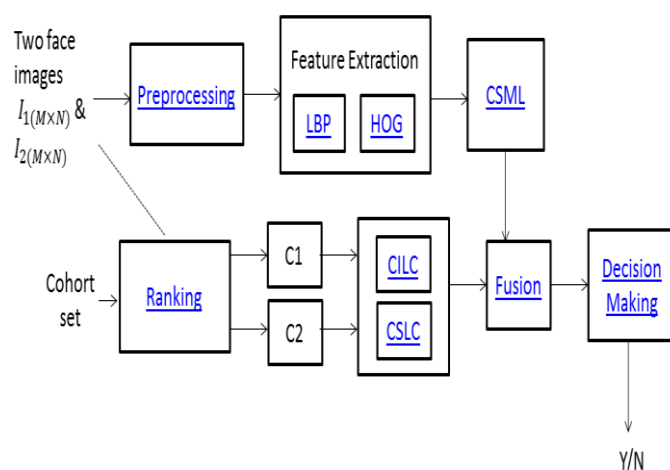 Two face
images
I₁(M×N) &
I₂(M×N)
Preprocessing
Feature Extraction
LBP
HOG
CSML
Cohort
set
Ranking
C1
C2
CILC
CSLC
Fusion
Decision
Making
Y/N